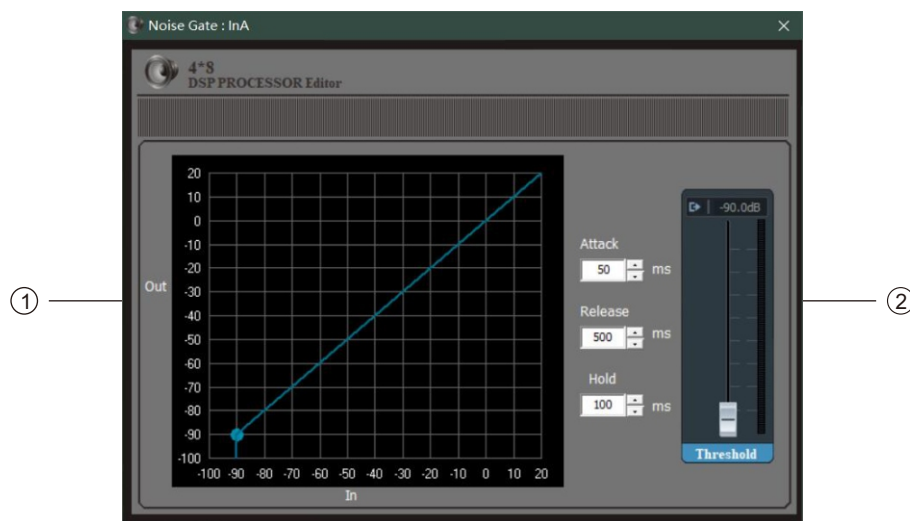 Noise Gate : InA
4*8
DSP PROCESSOR Editor
20
10
0
-10
-20
-30
-40
-50
-60
-70
-80
-90
-100
Out
-100 -90 -80 -70 -60 -50 -40 -30 -20 -10 0 10 20
In
Attack
50 ms
Release
500 ms
Hold
100 ms
-90.0dB
Threshold
1
2